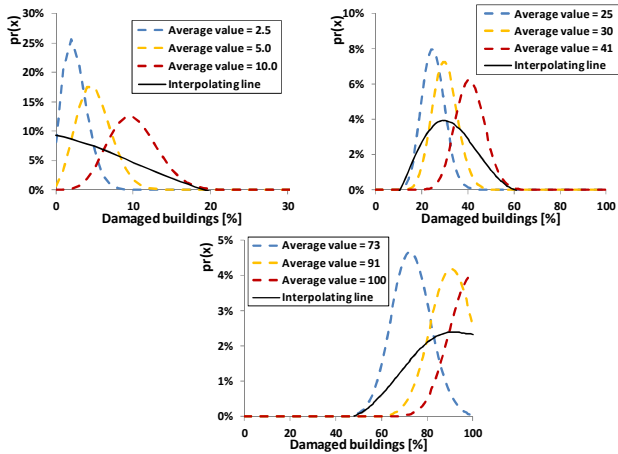 pr(x)
30%
25%
20%
15%
10%
5%
0%
0 10 20 30
Damaged buildings [%]
Average value = 2.5
Average value = 5.0
Average value = 10.0
Interpolating line
pr(x)
10%
8%
6%
4%
2%
0%
0 20 40 60 80 100
Damaged buildings [%]
Average value = 25
Average value = 30
Average value = 41
Interpolating line
pr(x)
5%
4%
3%
2%
1%
0%
0 20 40 60 80 100
Damaged buildings [%]
Average value = 73
Average value = 91
Average value = 100
Interpolating line